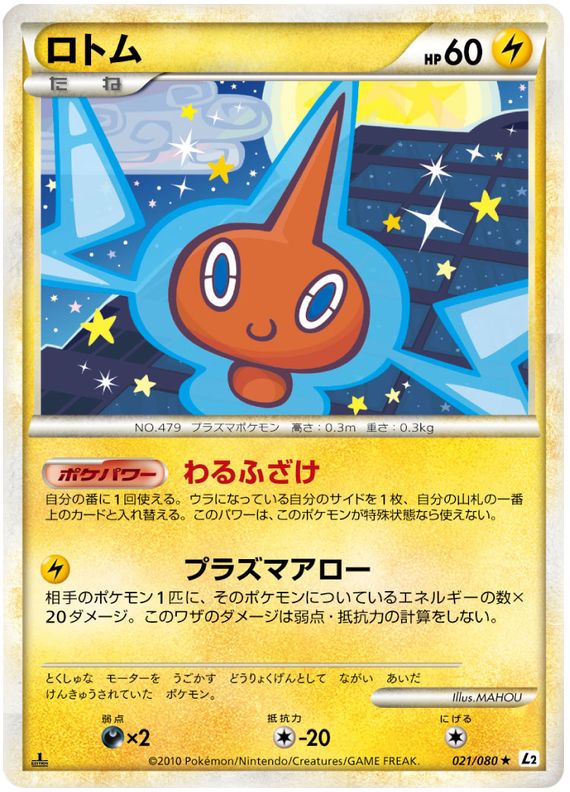 ロトム
HP60
たね
NO.479 プラズマポケモン 高さ:0.3m 重さ:0.3kg
ポケパワー わるふざけ
自分の番に1回使える。ウラになっている自分のサイドを1枚、自分の山札の一番
上のカードと入れ替える。このパワーは、このポケモンが特殊状態なら使えない。
プラズマアロー
相手のポケモン1匹に、そのポケモンについているエネルギーの数×
20ダメージ。このワザのダメージは弱点・抵抗力の計算をしない。
とくしゅな モーターを うごかす どうりょくげんとして ながい あいだ
けんきゅうされていた ポケモン。
Illus.MAHOU
弱点 抵抗力 にげる
×2 -20
1 EDITION ©2010 Pokémon/Nintendo/Creatures/GAME FREAK. 021/080 ★ L2